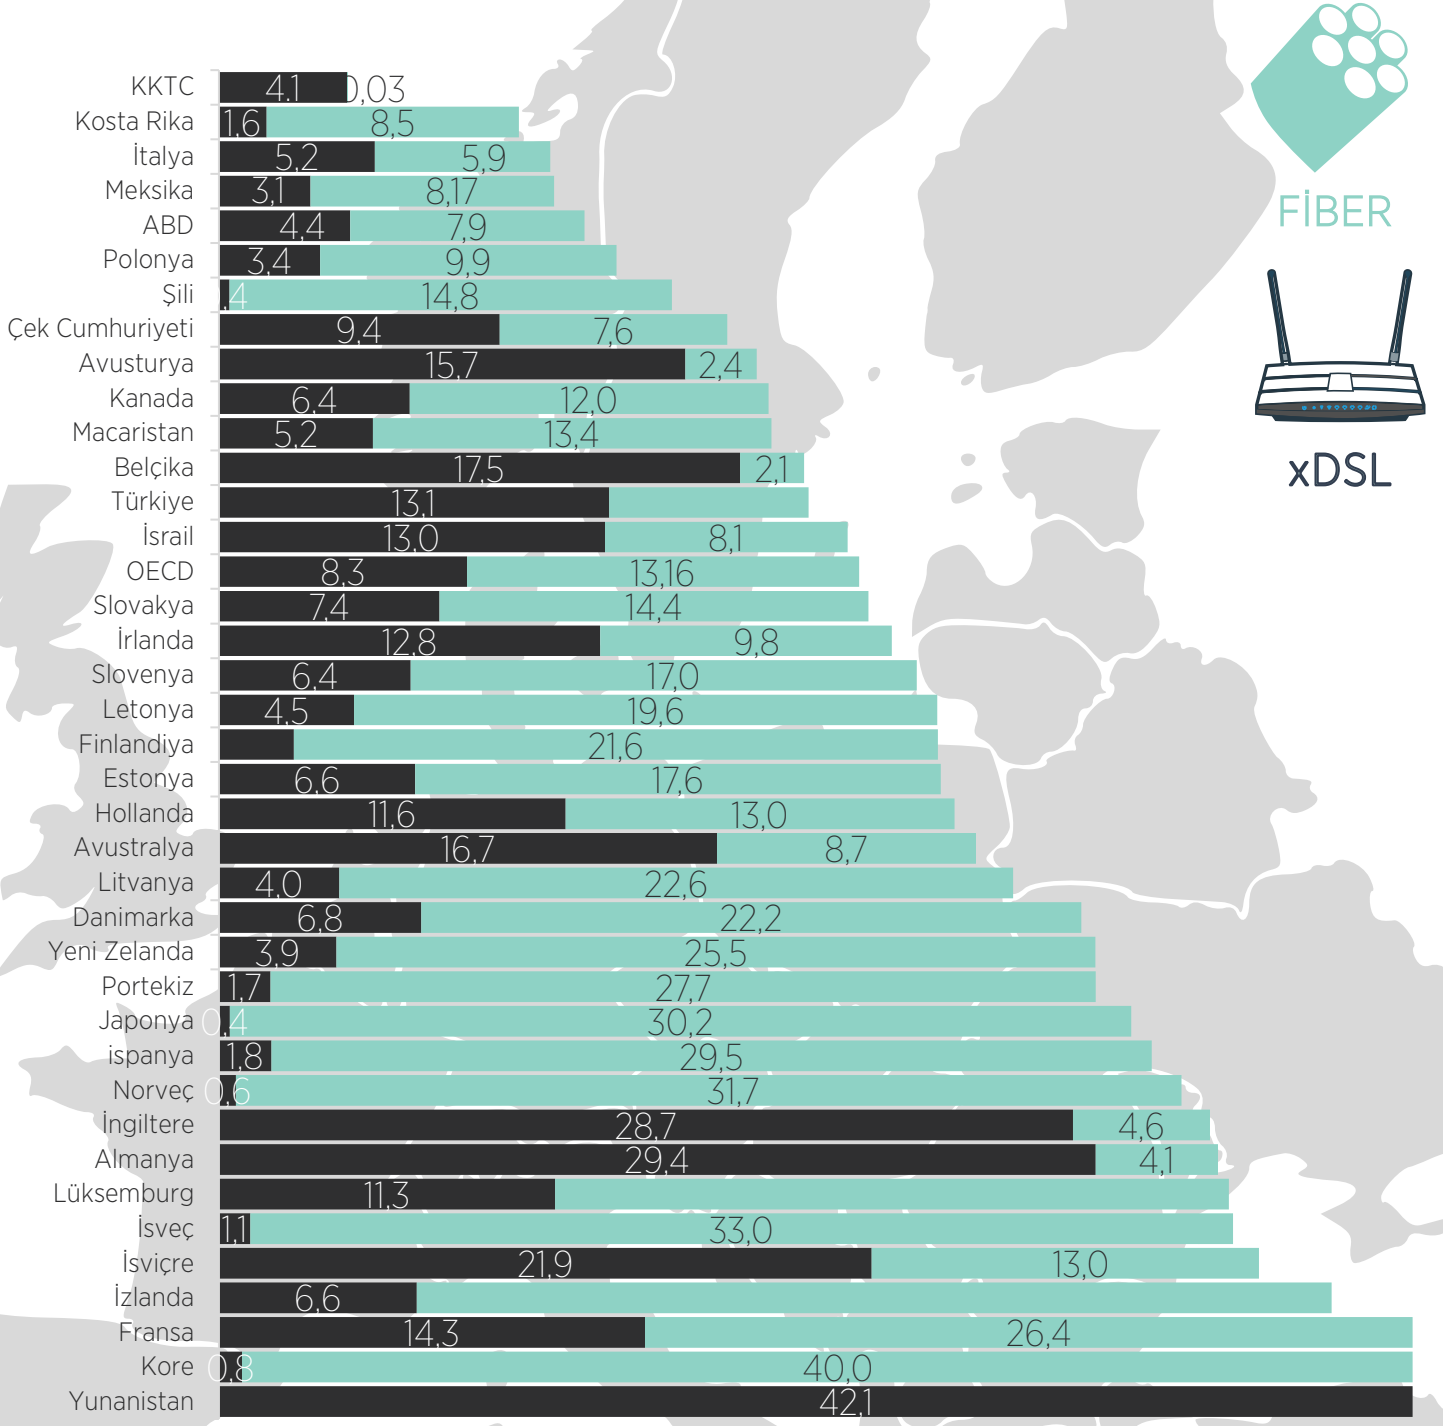 KKTC 4.1 0,03
Kosta Rika 1,6 8,5
İtalya 5,2 5,9
Meksika 3,1 8,17
ABD 4,4 7,9
Polonya 3,4 9,9
FİBER
Şili ,4 14,8
Çek Cumhuriyeti 9,4 7,6
Avusturya 15,7 2,4
Kanada 6,4 12,0
Macaristan 5,2 13,4
Belçika 17,5 2,1
xDSL
Türkiye 13,1
İsrail 13,0 8,1
OECD 8,3 13,16
Slovakya 7,4 14,4
İrlanda 12,8 9,8
Slovenya 6,4 17,0
Letonya 4,5 19,6
Finlandiya 21,6
Estonya 6,6 17,6
Hollanda 11,6 13,0
Avustralya 16,7 8,7
Litvanya 4,0 22,6
Danimarka 6,8 22,2
Yeni Zelanda 3,9 25,5
Portekiz 1,7 27,7
Japonya 0,4 30,2
ispanya 1,8 29,5
Norveç 0,6 31,7
İngiltere 28,7 4,6
Almanya 29,4 4,1
Lüksemburg 11,3
İsveç 1,1 33,0
İsviçre 21,9 13,0
İzlanda 6,6
Fransa 14,3 26,4
Kore 0,8 40,0
Yunanistan 42,1